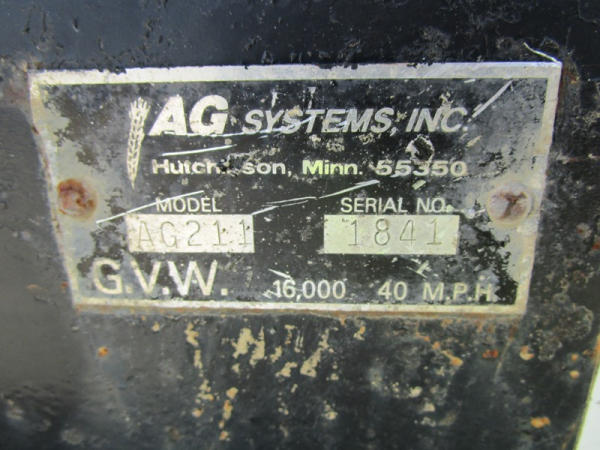 AG SYSTEMS, INC.
Hutchinson, Minn. 55350
MODEL SERIAL NO.
AG211 1841
G.V.W. 16,000 40 M.P.H.